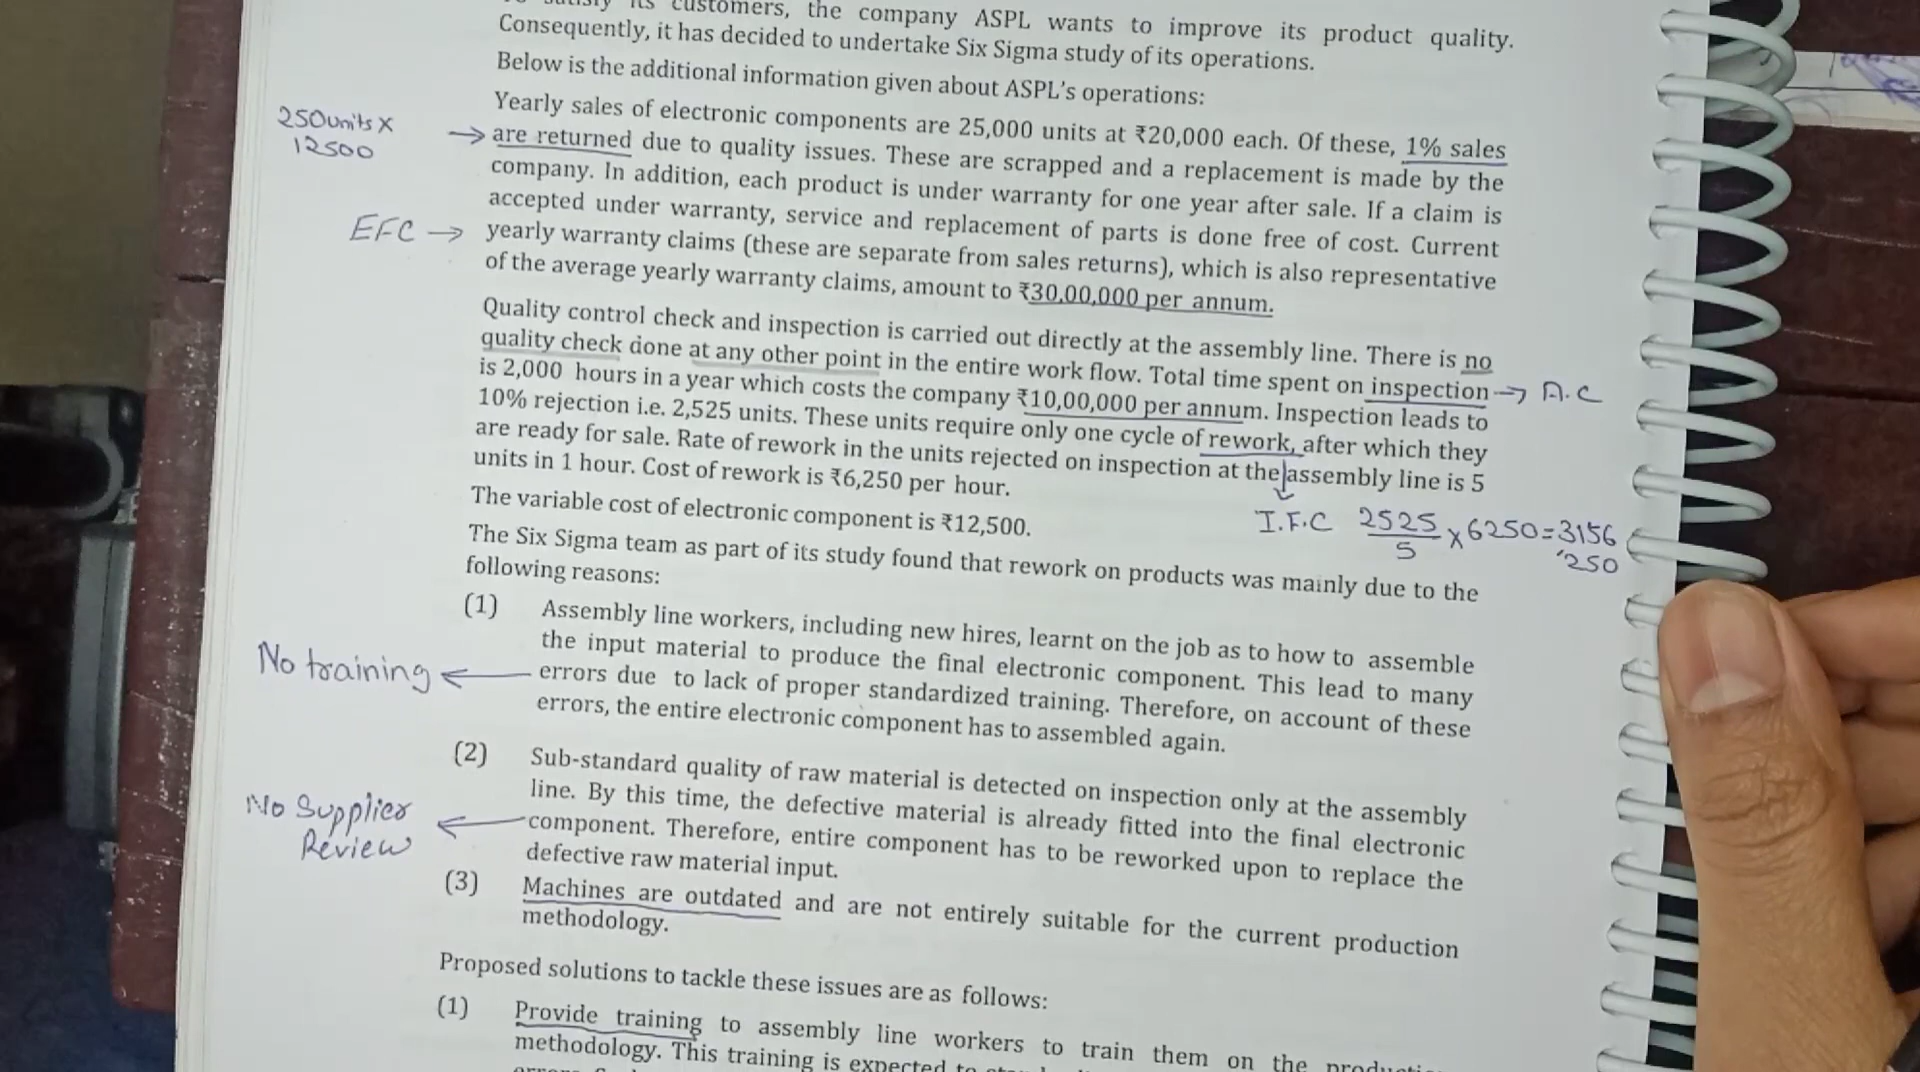 its customers, the company ASPL wants to improve its product quality.
Consequently, it has decided to undertake Six Sigma study of its operations.
Below is the additional information given about ASPL's operations:
Yearly sales of electronic components are 25,000 units at ₹20,000 each. Of these, 1% sales
250units X
12500
→ are returned due to quality issues. These are scrapped and a replacement is made by the
company. In addition, each product is under warranty for one year after sale. If a claim is
accepted under warranty, service and replacement of parts is done free of cost. Current
EFC → yearly warranty claims (these are separate from sales returns), which is also representative
of the average yearly warranty claims, amount to ₹30,00,000 per annum.
Quality control check and inspection is carried out directly at the assembly line. There is no
quality check done at any other point in the entire work flow. Total time spent on inspection → A.C
is 2,000 hours in a year which costs the company ₹10,00,000 per annum. Inspection leads to
10% rejection i.e. 2,525 units. These units require only one cycle of rework, after which they
are ready for sale. Rate of rework in the units rejected on inspection at the assembly line is 5
units in 1 hour. Cost of rework is ₹6,250 per hour.
I.F.C 2525/5 x 6250=3156
'250
The variable cost of electronic component is ₹12,500.
The Six Sigma team as part of its study found that rework on products was mainly due to the
following reasons:
(1) Assembly line workers, including new hires, learnt on the job as to how to assemble
the input material to produce the final electronic component. This lead to many
No training ← errors due to lack of proper standardized training. Therefore, on account of these
errors, the entire electronic component has to assembled again.
(2) Sub-standard quality of raw material is detected on inspection only at the assembly
line. By this time, the defective material is already fitted into the final electronic
No Supplier
Review ← component. Therefore, entire component has to be reworked upon to replace the
defective raw material input.
(3) Machines are outdated and are not entirely suitable for the current production
methodology.
Proposed solutions to tackle these issues are as follows:
(1) Provide training to assembly line workers to train them on the
methodology. This training is expected to